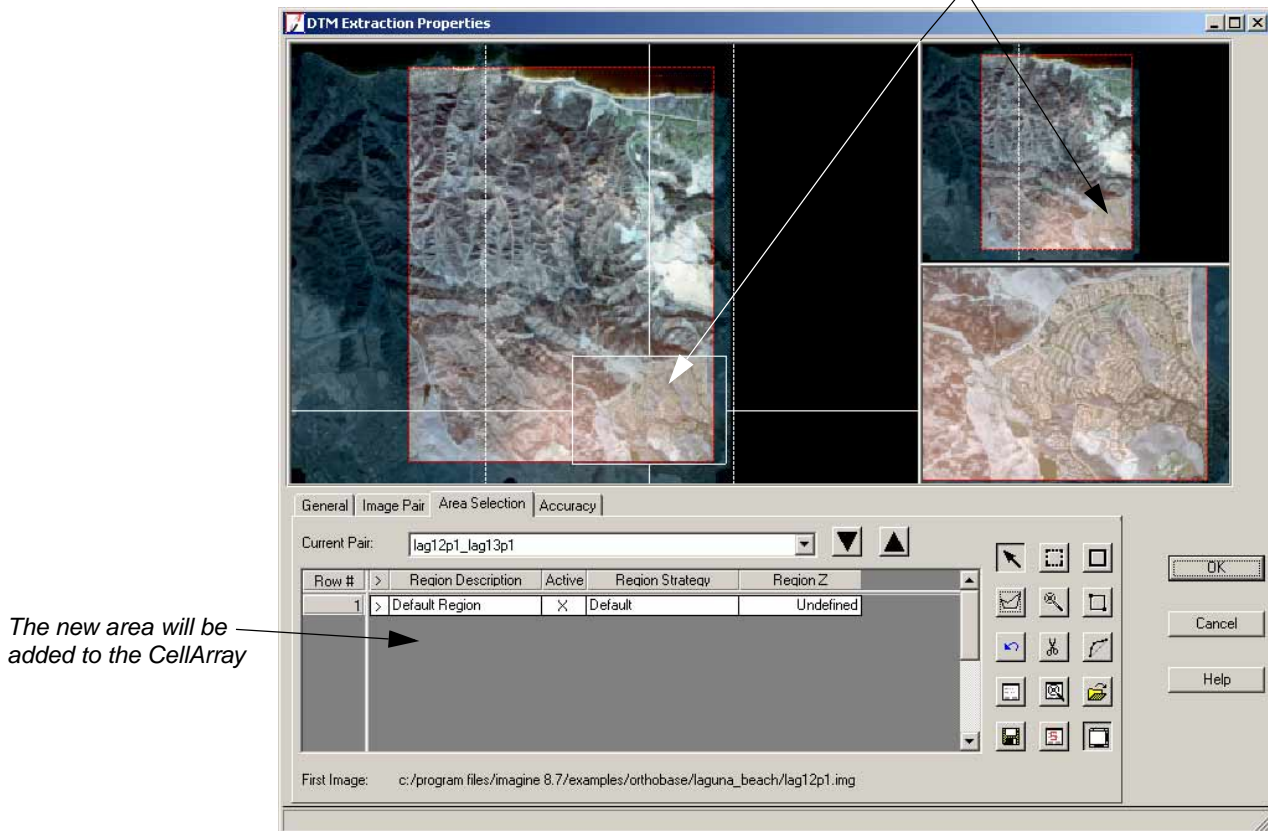 DTM Extraction Properties
General Image Pair Area Selection Accuracy
Current Pair: lag12p1_lag13p1
Row # > Region Description Active Region Strategy Region Z
1 > Default Region X Default Undefined
OK
Cancel
Help
The new area will be
added to the CellArray
First Image: c:/program files/imagine 8.7/examples/orthobase/laguna_beach/lag12p1.img